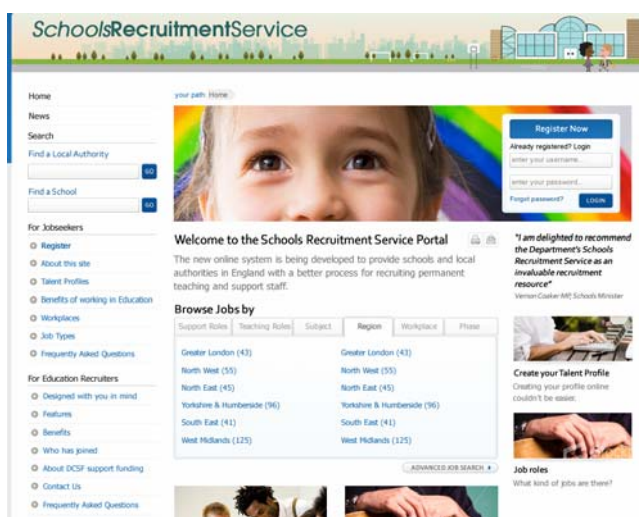 SchoolsRecruitmentService
Home
News
Search
Find a Local Authority
GO
Find a School
GO
For Jobseekers
Register
About this site
Talent Profiles
Benefits of working in Education
Workplaces
Job Types
Frequently Asked Questions
For Education Recruiters
Designed with you in mind
Features
Benefits
Who has joined
About DCSF support funding
Contact Us
Frequently Asked Questions
your path: Home
Register Now
Already registered? Login
enter your username...
enter your password...
Forgot password?
LOGIN
Welcome to the Schools Recruitment Service Portal
The new online system is being developed to provide schools and local
authorities in England with a better process for recruiting permanent
teaching and support staff.
Browse Jobs by
Support Roles Teaching Roles Subject Region Workplace Phase
Greater London (43) Greater London (43)
North West (55) North West (55)
North East (45) North East (45)
Yorkshire & Humberside (96) Yorkshire & Humberside (96)
South East (41) South East (41)
West Midlands (125) West Midlands (125)
ADVANCED JOB SEARCH
"I am delighted to recommend
the Department's Schools
Recruitment Service as an
invaluable recruitment
resource"
Vernon Coaker MP, Schools Minister
Create your Talent Profile
Creating your profile online
couldn't be easier.
Job roles
What kind of jobs are there?